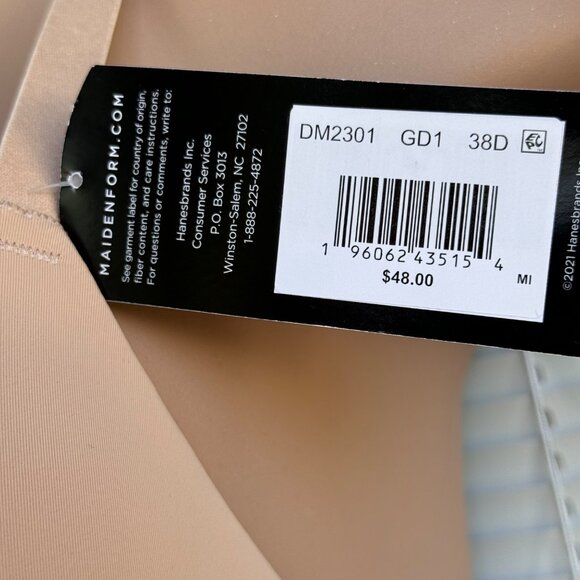 MAIDENFORM.COM
See garment label for country of origin,
fiber content, and care instructions.
For questions or comments, write to:
Hanesbrands Inc.
Consumer Services
P.O. Box 3013
Winston-Salem, NC 27102
1-888-225-4872
DM2301 GD1 38D
1 96062 43515 4
$48.00
MI
©2021 Hanesbrands Inc